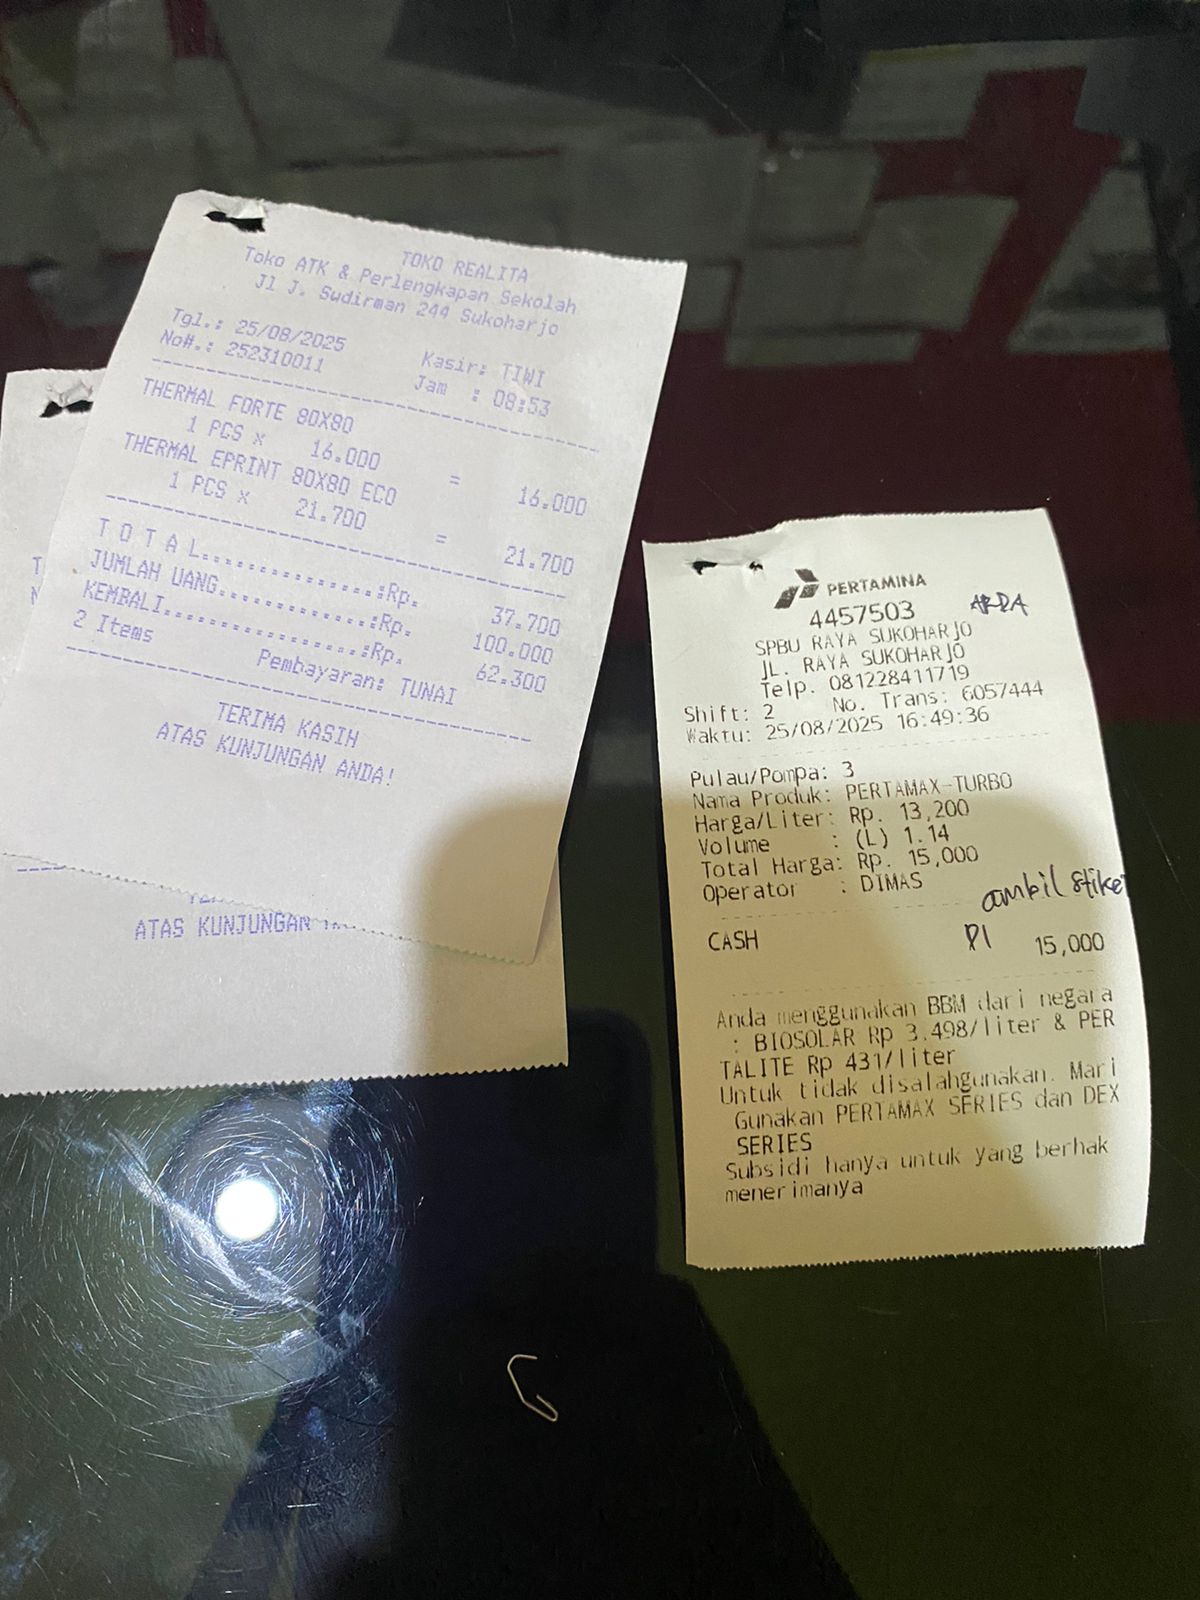 TOKO REALITA
Toko ATK & Perlengkapan Sekolah
Jl J. Sudirman 244 Sukoharjo
Tgl.: 25/08/2025 Kasir: TIWI
No#.: 252310011 Jam : 08:53
THERMAL FORTE 80X80
1 PCS x 16.000 = 16.000
THERMAL EPRINT 80X80 ECO
1 PCS x 21.700 = 21.700
T O T A L................:Rp. 37.700
JUMLAH UANG..............:Rp. 100.000
KEMBALI..................:Rp. 62.300
2 Items Pembayaran: TUNAI
TERIMA KASIH
ATAS KUNJUNGAN ANDA!
ATAS KUNJUNGAN
PERTAMINA
4457503 ARDA
SPBU RAYA SUKOHARJO
JL. RAYA SUKOHARJO
Telp. 081228411719
Shift: 2 No. Trans: 6057444
Waktu: 25/08/2025 16:49:36
Pulau/Pompa: 3
Nama Produk: PERTAMAX-TURBO
Harga/Liter: Rp. 13,200
Volume : (L) 1.14
Total Harga: Rp. 15,000
Operator : DIMAS
ambil stiker
CASH PI 15,000
Anda menggunakan BBM dari negara
: BIOSOLAR Rp 3.498/liter & PER
TALITE Rp 431/liter
Untuk tidak disalahgunakan. Mari
Gunakan PERTAMAX SERIES dan DEX
SERIES
Subsidi hanya untuk yang berhak
menerimanya